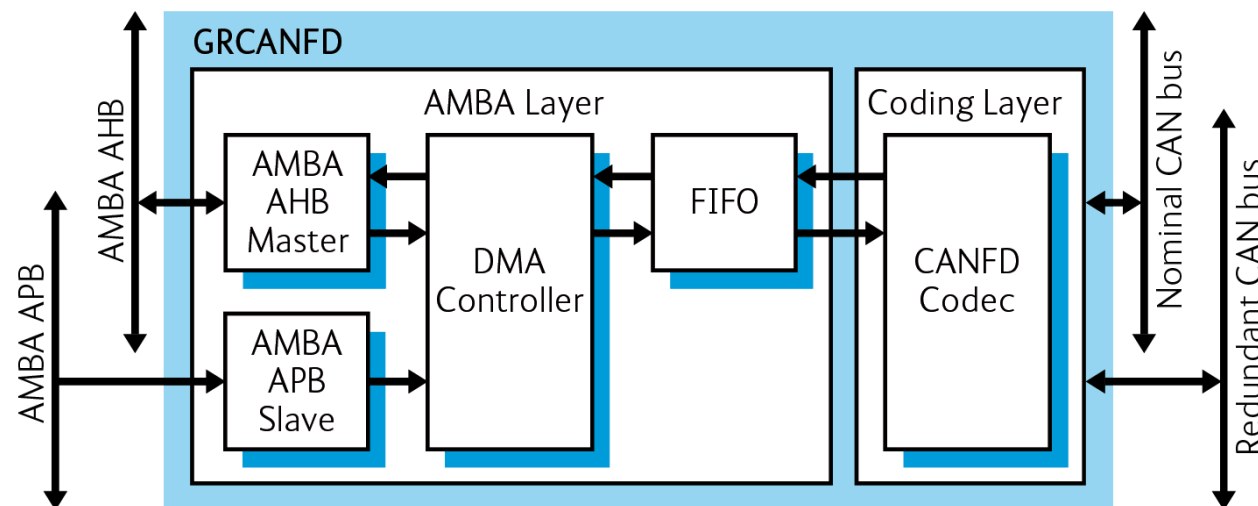 GRCANFD
AMBA Layer
Coding Layer
AMBA AHB
AMBA APB
AMBA
AHB
Master
DMA
Controller
FIFO
CANFD
Codec
AMBA
APB
Slave
Nominal CAN bus
Redundant CAN bus